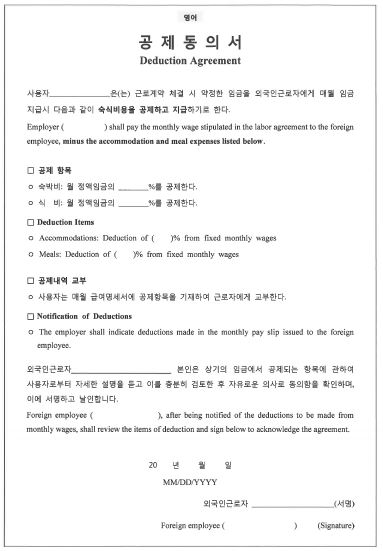 영어
공제동의서
Deduction Agreement
사용자______________은(는) 근로계약 체결 시 약정한 임금을 외국인근로자에게 매월 임금
지급시 다음과 같이 숙식비용을 공제하고 지급하기로 한다.
Employer ( ) shall pay the monthly wage stipulated in the labor agreement to the foreign
employee, minus the accommodation and meal expenses listed below.
□ 공제 항목
○ 숙박비: 월 정액임금의 _______%를 공제한다.
○ 식 비: 월 정액임금의 _______%를 공제한다.
□ Deduction Items
○ Accommodations: Deduction of ( )% from fixed monthly wages
○ Meals: Deduction of ( )% from fixed monthly wages
□ 공제내역 교부
○ 사용자는 매월 급여명세서에 공제항목을 기재하여 근로자에게 교부한다.
□ Notification of Deductions
○ The employer shall indicate deductions made in the monthly pay slip issued to the foreign
employee.
외국인근로자_______________________ 본인은 상기의 임금에서 공제되는 항목에 관하여
사용자로부터 자세한 설명을 듣고 이를 충분히 검토한 후 자유로운 의사로 동의함을 확인하며,
이에 서명하고 날인합니다.
Foreign employee ( ), after being notified of the deductions to be made from
monthly wages, shall review the items of deduction and sign below to acknowledge the agreement.
20 년 월 일
MM/DD/YYYY
외국인근로자 ___________________(서명)
Foreign employee ( ) (Signature)